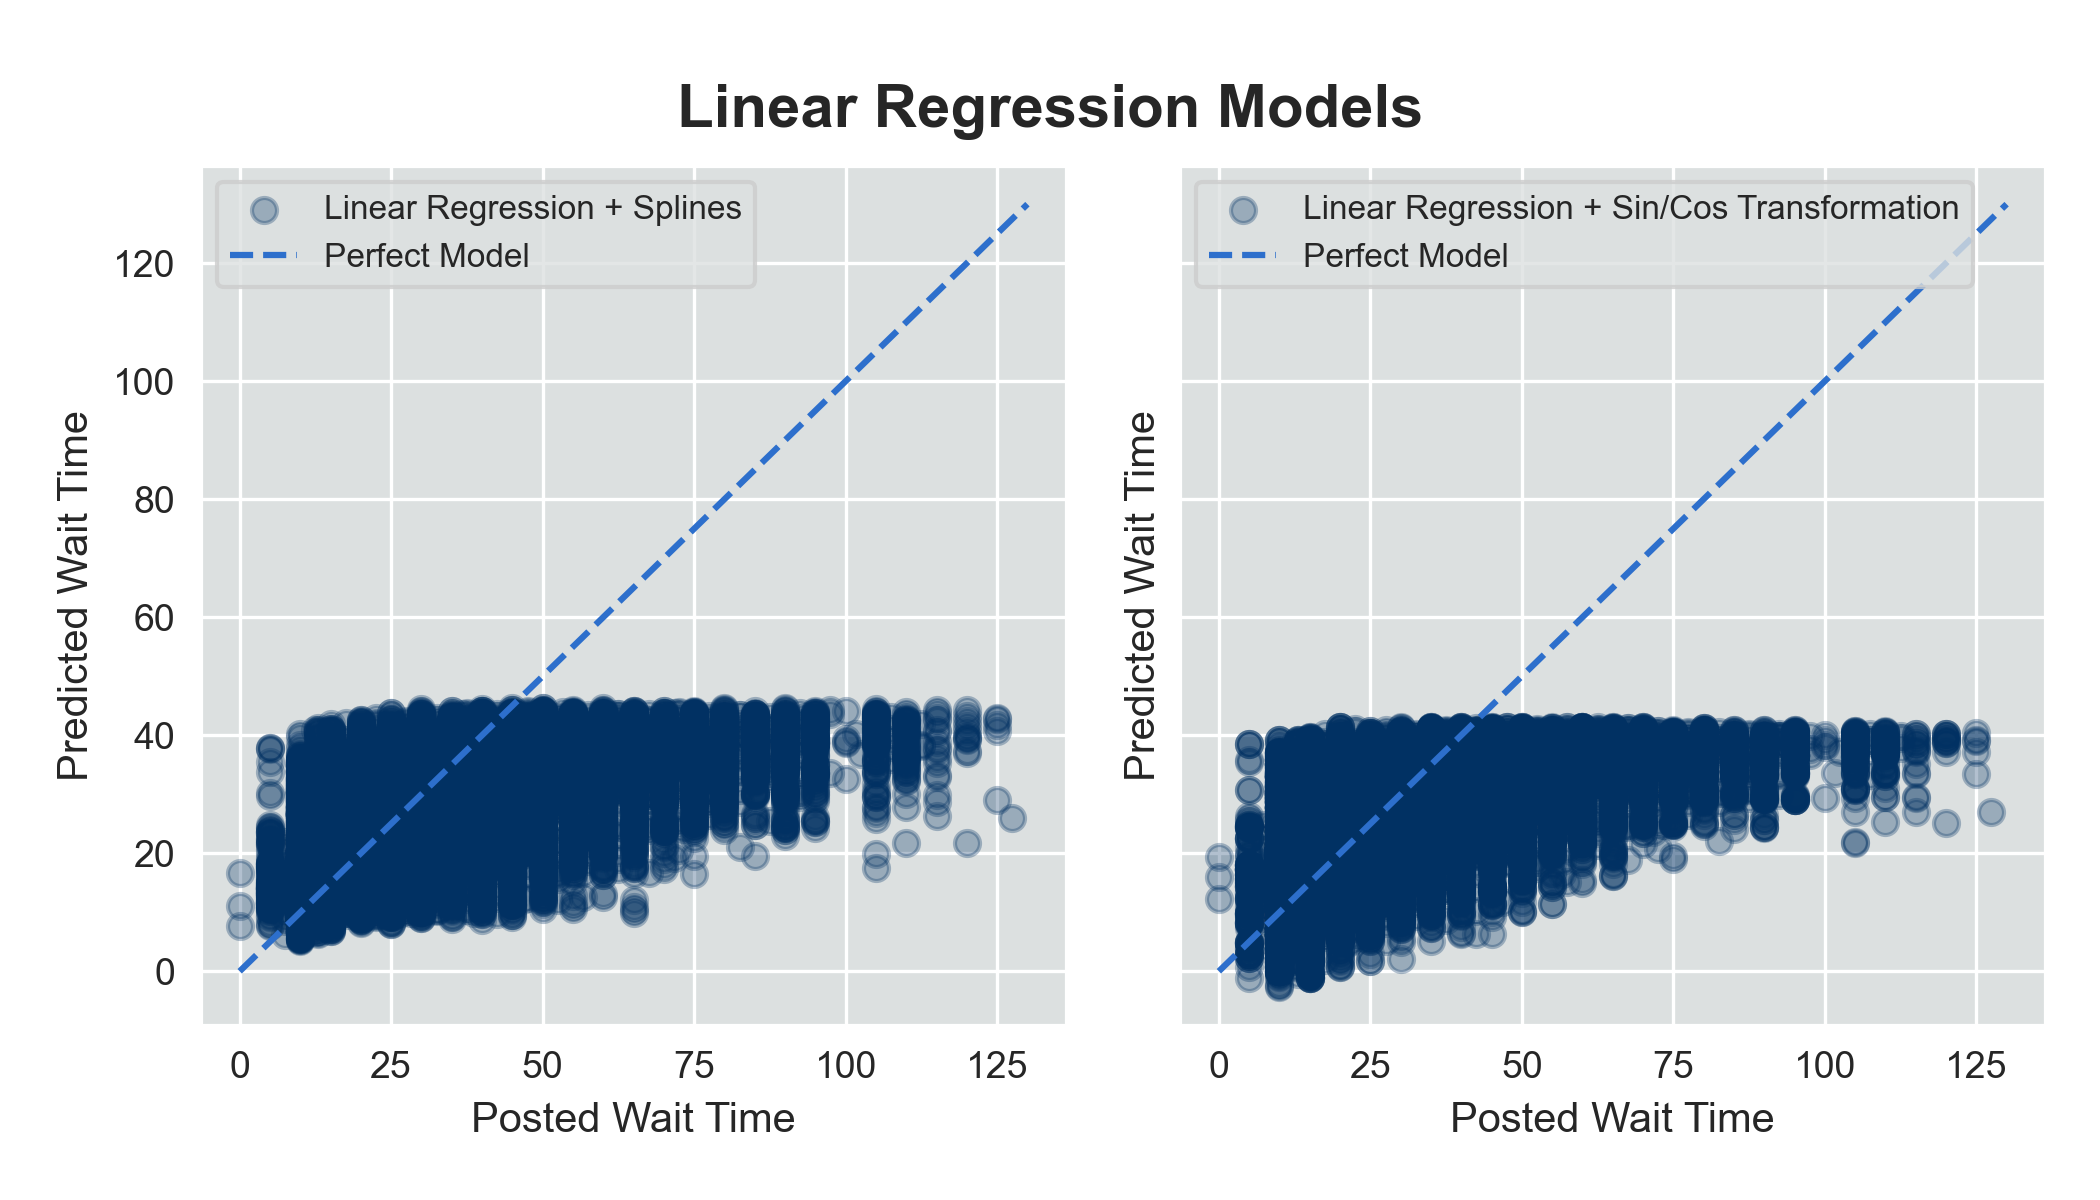 Linear Regression Models
Linear Regression + Splines
Perfect Model
120
100
80
60
40
20
0
Predicted Wait Time
0 25 50 75 100 125
Posted Wait Time
Linear Regression + Sin/Cos Transformation
Perfect Model
Predicted Wait Time
0 25 50 75 100 125
Posted Wait Time